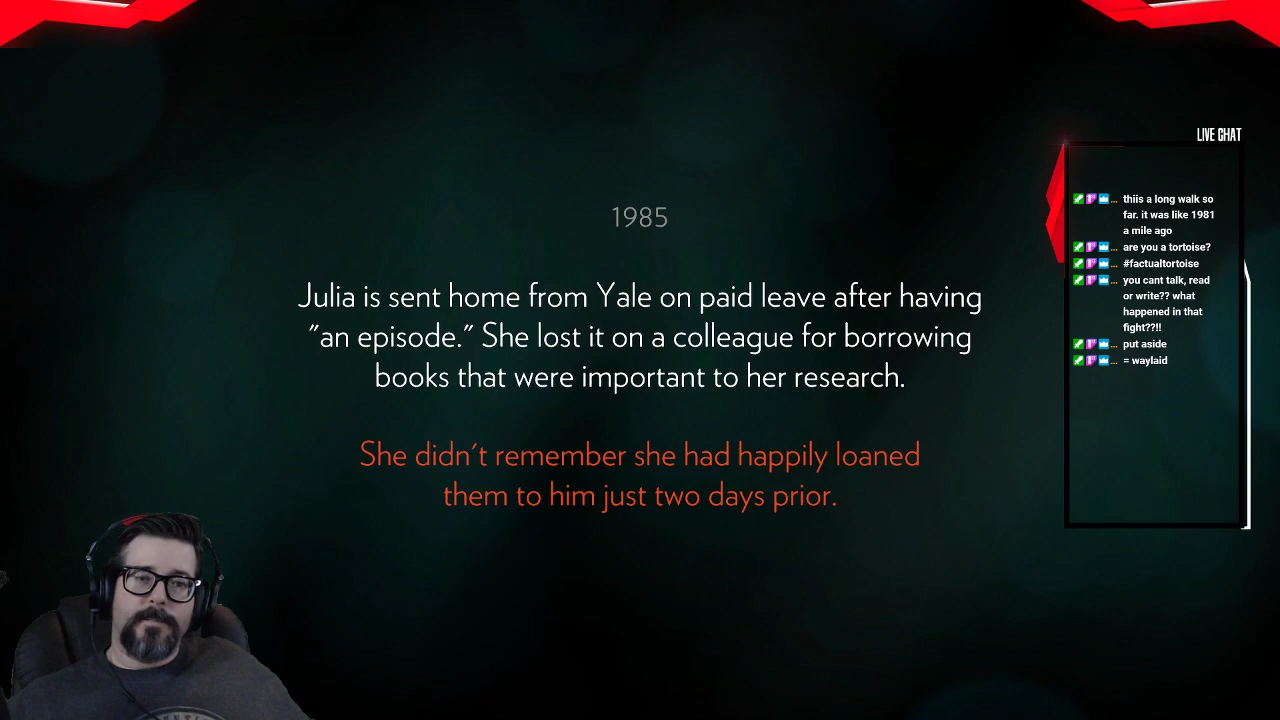 LIVE CHAT
1985
Julia is sent home from Yale on paid leave after having
"an episode." She lost it on a colleague for borrowing
books that were important to her research.
She didn't remember she had happily loaned
them to him just two days prior.
thiis a long walk so
far. it was like 1981
a mile ago
are you a tortoise?
#factualtortoise
you cant talk, read
or write?? what
happened in that
fight??!!
put aside
= waylaid